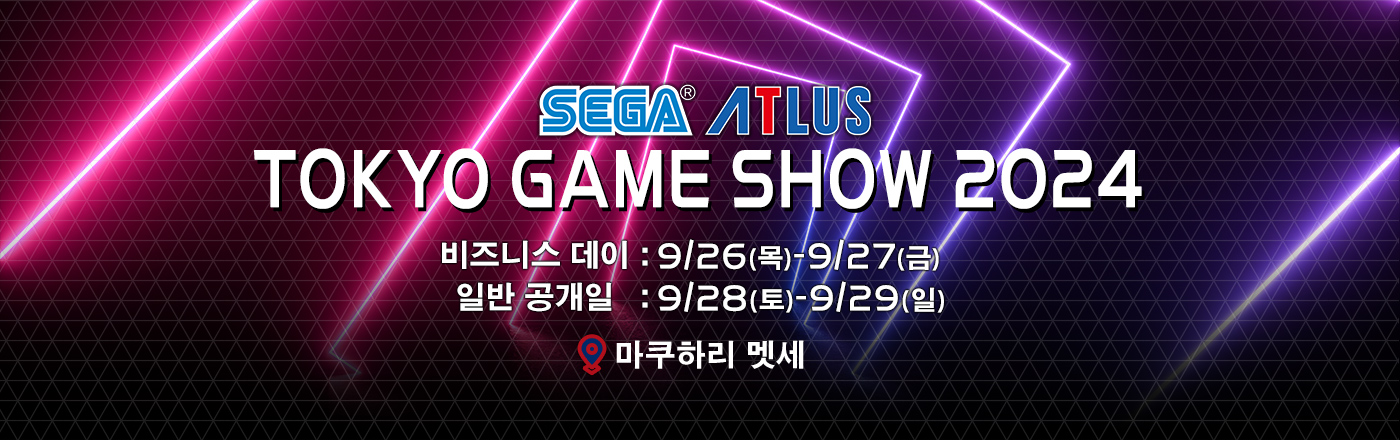 SEGA® ATLUS
TOKYO GAME SHOW 2024
비즈니스 데이 : 9/26(목)-9/27(금)
일반 공개일 : 9/28(토)-9/29(일)
마쿠하리 멧세